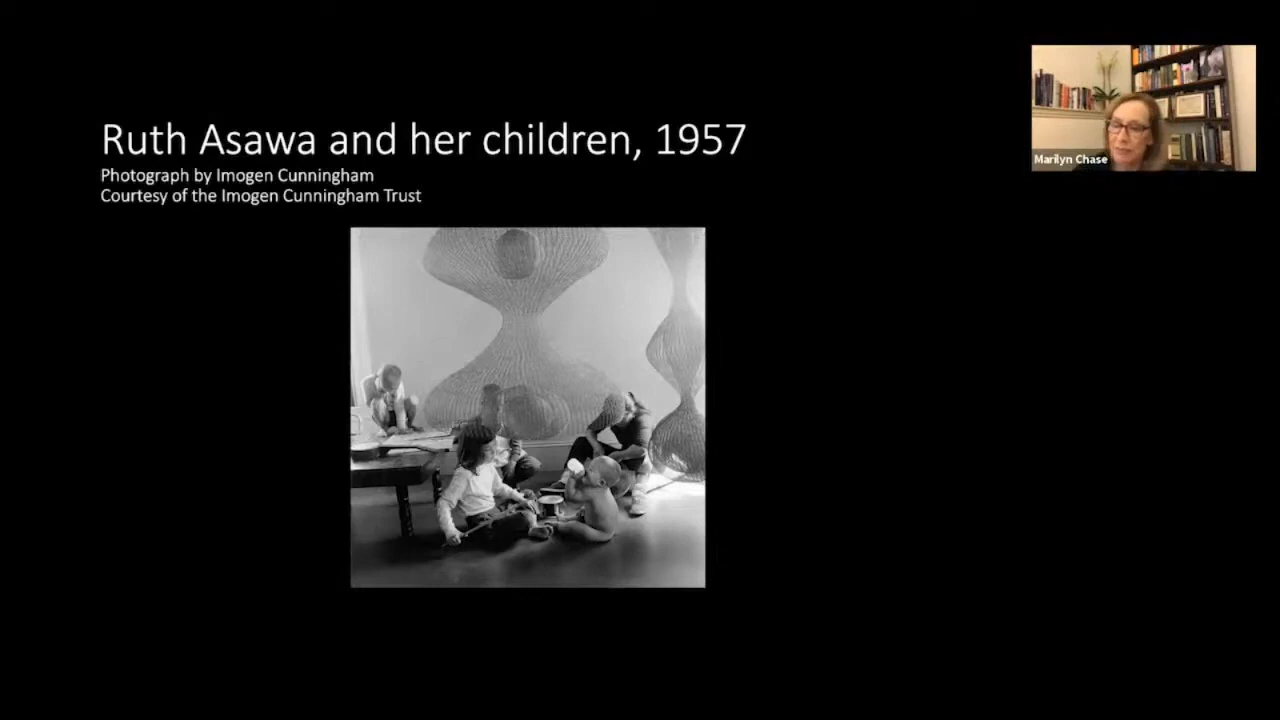 Ruth Asawa and her children, 1957
Photograph by Imogen Cunningham
Courtesy of the Imogen Cunningham Trust
Marilyn Chase